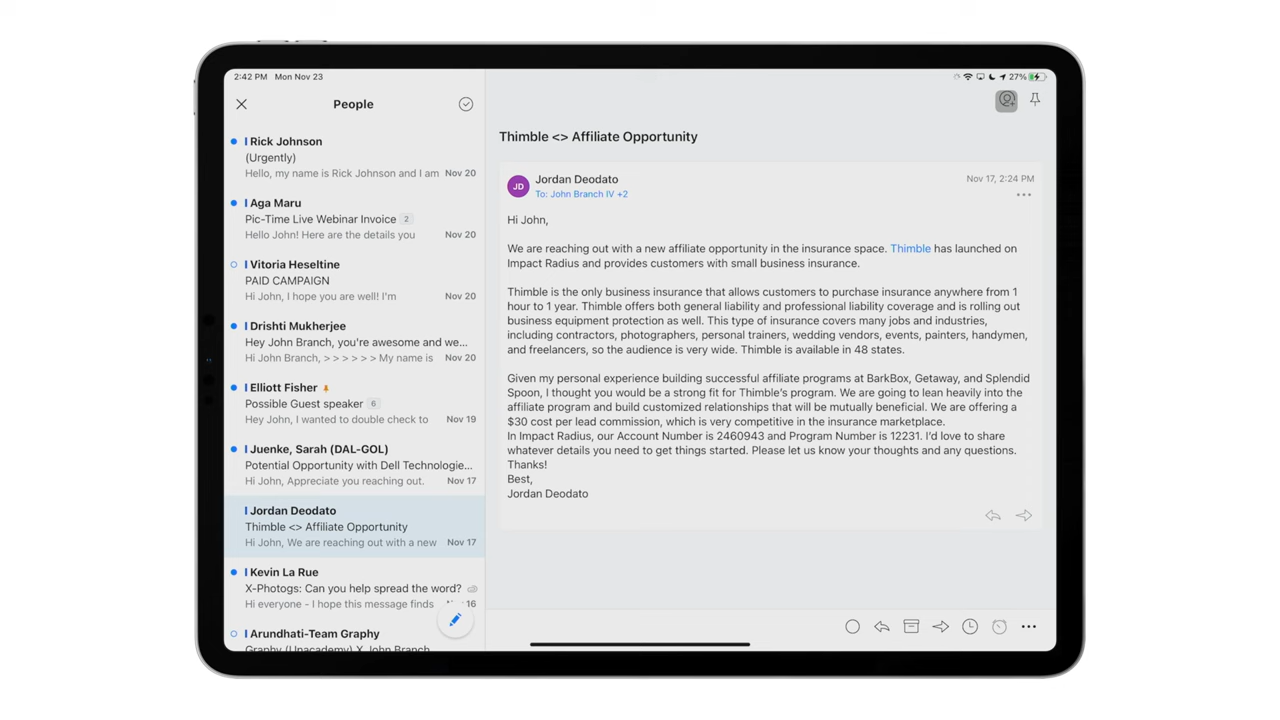 2:42 PM Mon Nov 23
27%
People
Rick Johnson
(Urgently)
Hello, my name is Rick Johnson and I am Nov 20
Aga Maru
Pic-Time Live Webinar Invoice 2
Hello John! Here are the details you Nov 20
Vitoria Heseltine
PAID CAMPAIGN
Hi John, I hope you are well! I'm Nov 20
Drishti Mukherjee
Hey John Branch, you're awesome and we...
Hi John Branch, > > > > > > My name is Nov 20
Elliott Fisher
Possible Guest speaker 6
Hey John, I wanted to double check to Nov 19
Juenke, Sarah (DAL-GOL)
Potential Opportunity with Dell Technologie...
Hi John, Appreciate you reaching out. Nov 17
Jordan Deodato
Thimble <> Affiliate Opportunity
Hi John, We are reaching out with a new Nov 17
Kevin La Rue
X-Photogs: Can you help spread the word?
Hi everyone - I hope this message finds 16
Arundhati-Team Graphy
Graphy (Unacademy) X John Branch
Thimble <> Affiliate Opportunity
JD
Jordan Deodato
Nov 17, 2:24 PM
To: John Branch IV +2
Hi John,
We are reaching out with a new affiliate opportunity in the insurance space. Thimble has launched on
Impact Radius and provides customers with small business insurance.
Thimble is the only business insurance that allows customers to purchase insurance anywhere from 1
hour to 1 year. Thimble offers both general liability and professional liability coverage and is rolling out
business equipment protection as well. This type of insurance covers many jobs and industries,
including contractors, photographers, personal trainers, wedding vendors, events, painters, handymen,
and freelancers, so the audience is very wide. Thimble is available in 48 states.
Given my personal experience building successful affiliate programs at BarkBox, Getaway, and Splendid
Spoon, I thought you would be a strong fit for Thimble's program. We are going to lean heavily into the
affiliate program and build customized relationships that will be mutually beneficial. We are offering a
$30 cost per lead commission, which is very competitive in the insurance marketplace.
In Impact Radius, our Account Number is 2460943 and Program Number is 12231. I'd love to share
whatever details you need to get things started. Please let us know your thoughts and any questions.
Thanks!
Best,
Jordan Deodato